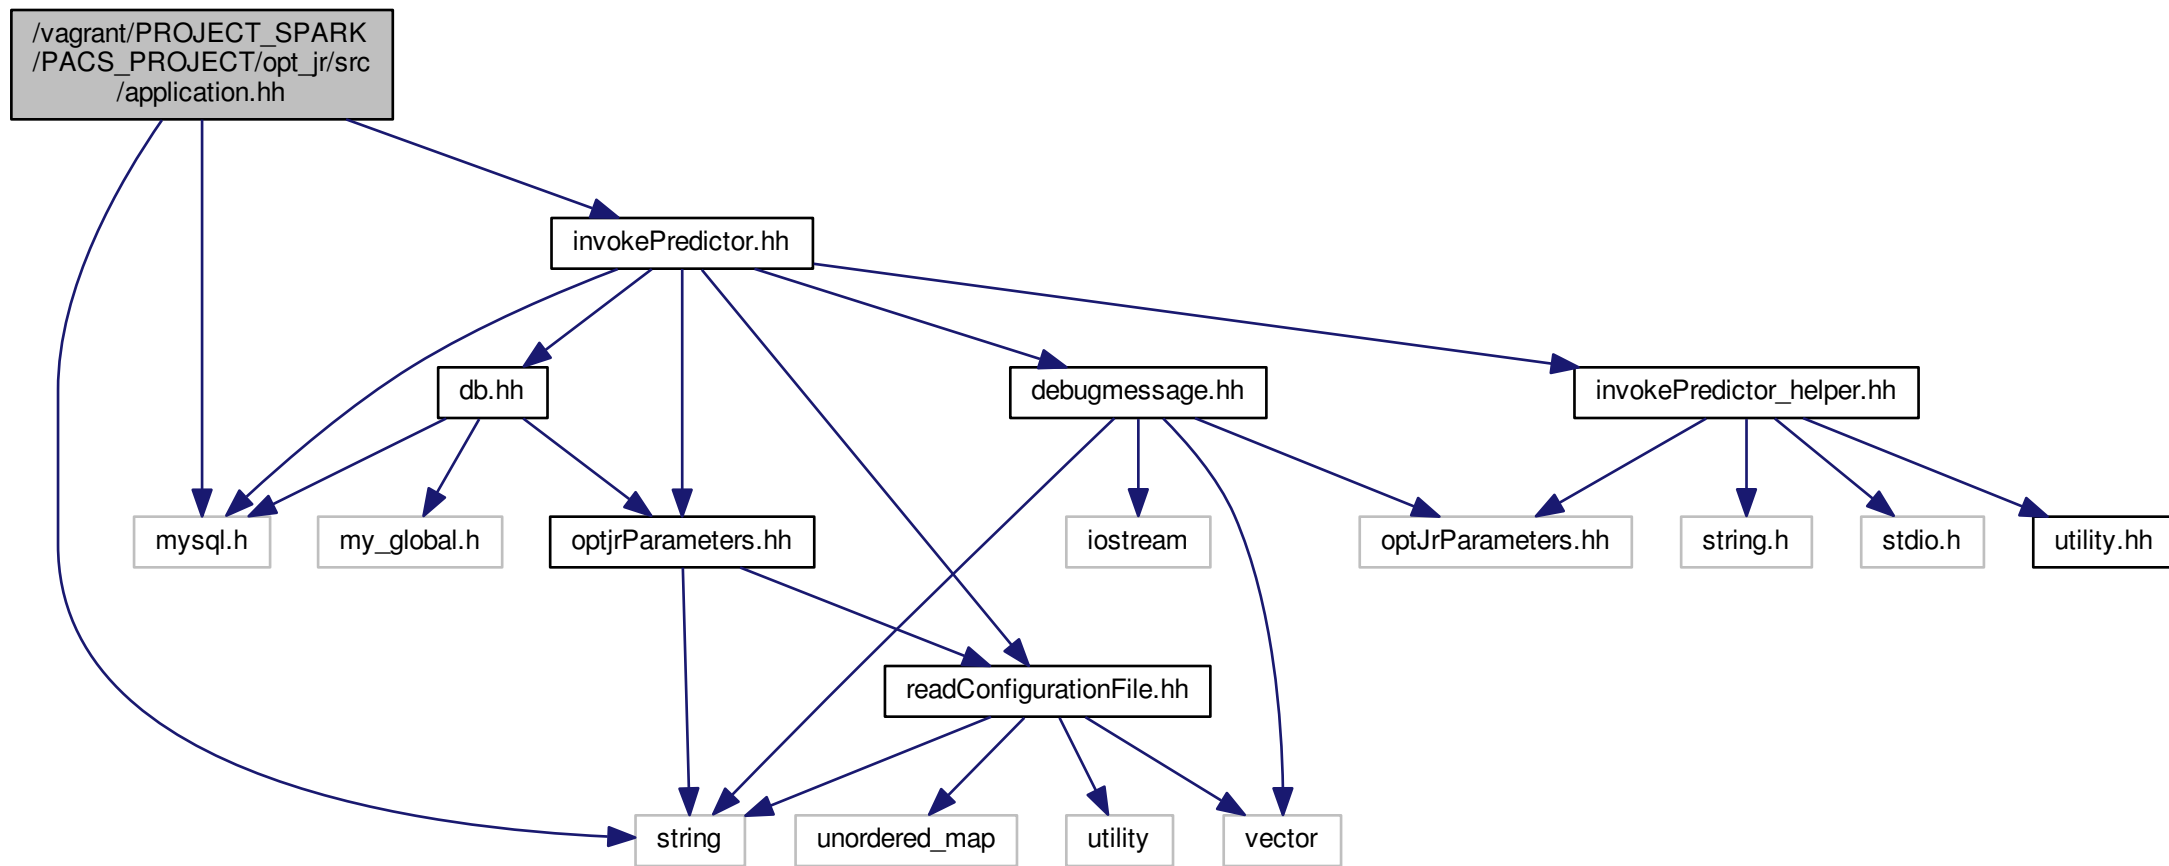 /vagrant/PROJECT_SPARK
/PACS_PROJECT/opt_jr/src
/application.hh
invokePredictor.hh
db.hh
debugmessage.hh
invokePredictor_helper.hh
mysql.h
my_global.h
optjrParameters.hh
iostream
optJrParameters.hh
string.h
stdio.h
utility.hh
readConfigurationFile.hh
string
unordered_map
utility
vector